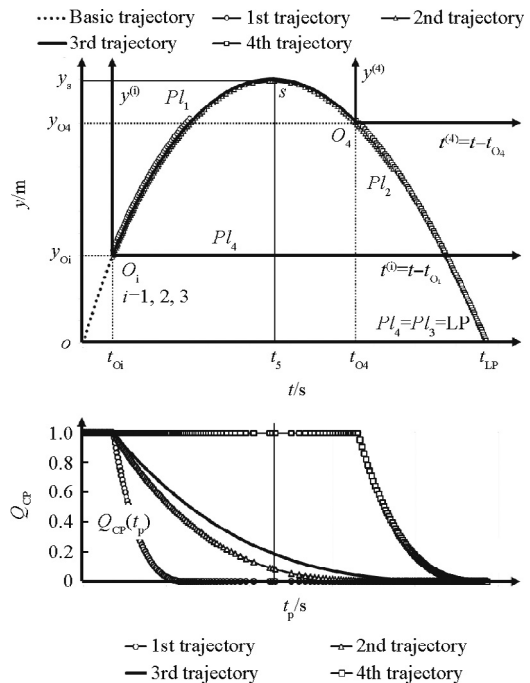 Basic trajectory 1st trajectory 2nd trajectory
3rd trajectory 4th trajectory
y/m
y_s
y_O4
y_Oi
o
y^(i)
Pl_1
s
y^(4)
O_4
t^(4)=t-t_O4
Pl_2
Pl_4
O_i
i=1, 2, 3
t^(i)=t-t_Oi
Pl_4=Pl_3=LP
t_Oi t_5 t_O4 t_LP
t/s
Q_CP
1.0
0.8
0.6
0.4
0.2
0
Q_CP(t_p)
t_p/s
1st trajectory 2nd trajectory
3rd trajectory 4th trajectory